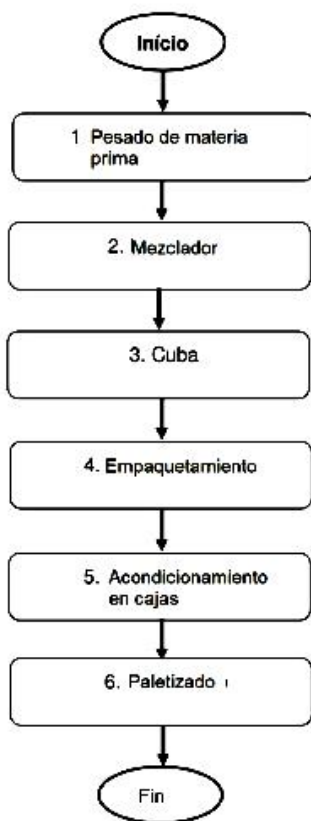 Início
1 Pesado de materia
prima
2. Mezclador
3. Cuba
4. Empaquetamiento
5. Acondicionamiento
en cajas
6. Paletizado
Fin